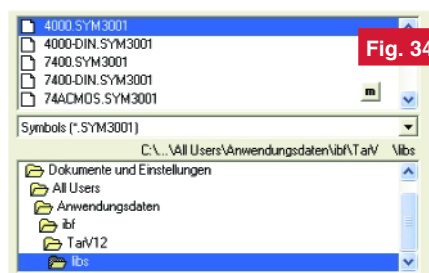 4000.SYM3001
4000-DIN.SYM3001
Fig. 34
7400.SYM3001
7400-DIN.SYM3001
74ACMOS.SYM3001
m
Symbols (*.SYM3001)
C:\...\All Users\Anwendungsdaten\ibf\TarV \libs
Dokumente und Einstellungen
All Users
Anwendungsdaten
ibf
TarV12
libs